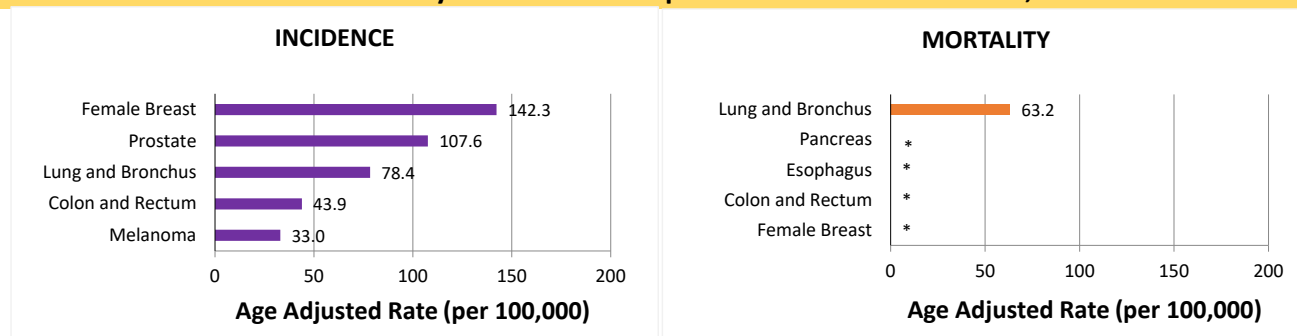 INCIDENCE
Female Breast 142.3
Prostate 107.6
Lung and Bronchus 78.4
Colon and Rectum 43.9
Melanoma 33.0
0 50 100 150 200
Age Adjusted Rate (per 100,000)
MORTALITY
Lung and Bronchus 63.2
Pancreas *
Esophagus *
Colon and Rectum *
Female Breast *
0 50 100 150 200
Age Adjusted Rate (per 100,000)